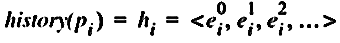 history(p_i) = h_i = <e_i^0, e_i^1, e_i^2, ...>